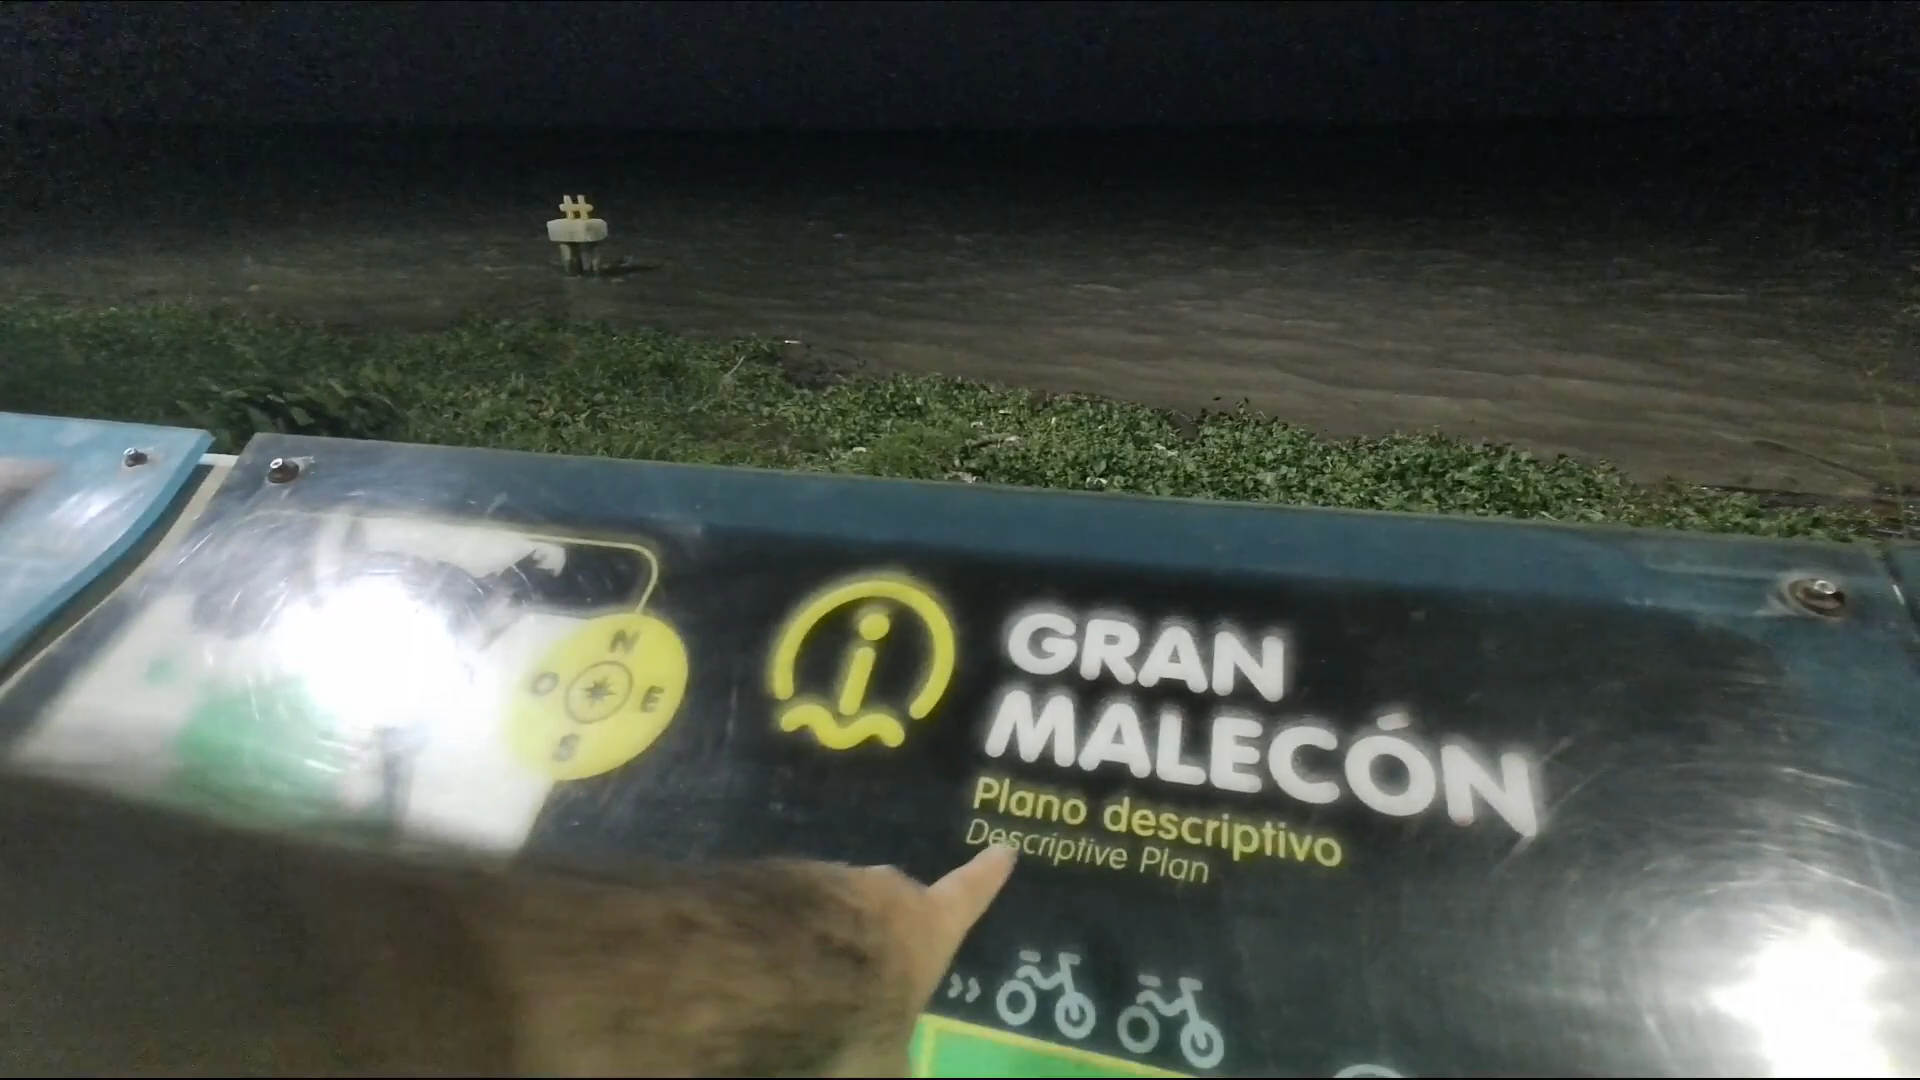 N
O E
S
i
GRAN
MALECÓN
Plano descriptivo
Descriptive Plan
»
#